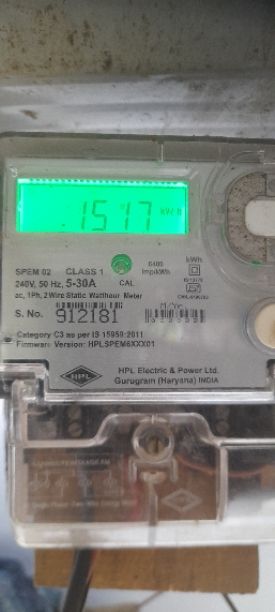 1517 kWh
SPEM 02 CLASS 1
240V, 50 Hz, 5-30A CAL
6400
Imp/kWh
kWh
ac, 1Ph, 2 Wire Static Watthour Meter
S. No. 912181
Category C3 as per IS 15959:2011
Firmware Version: HPLSPEM6XXX01
HPL
HPL Electric & Power Ltd.
Gurugram (Haryana) INDIA